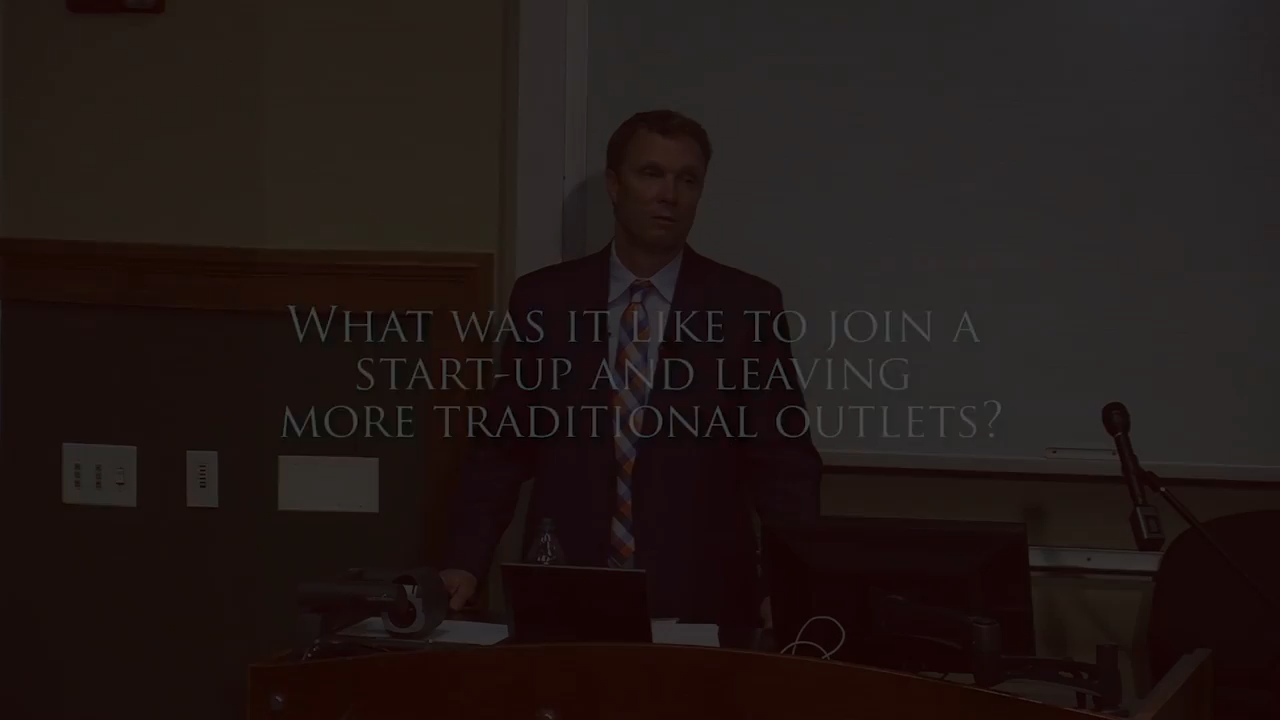 What was it like to join a
start-up and leaving
more traditional outlets?